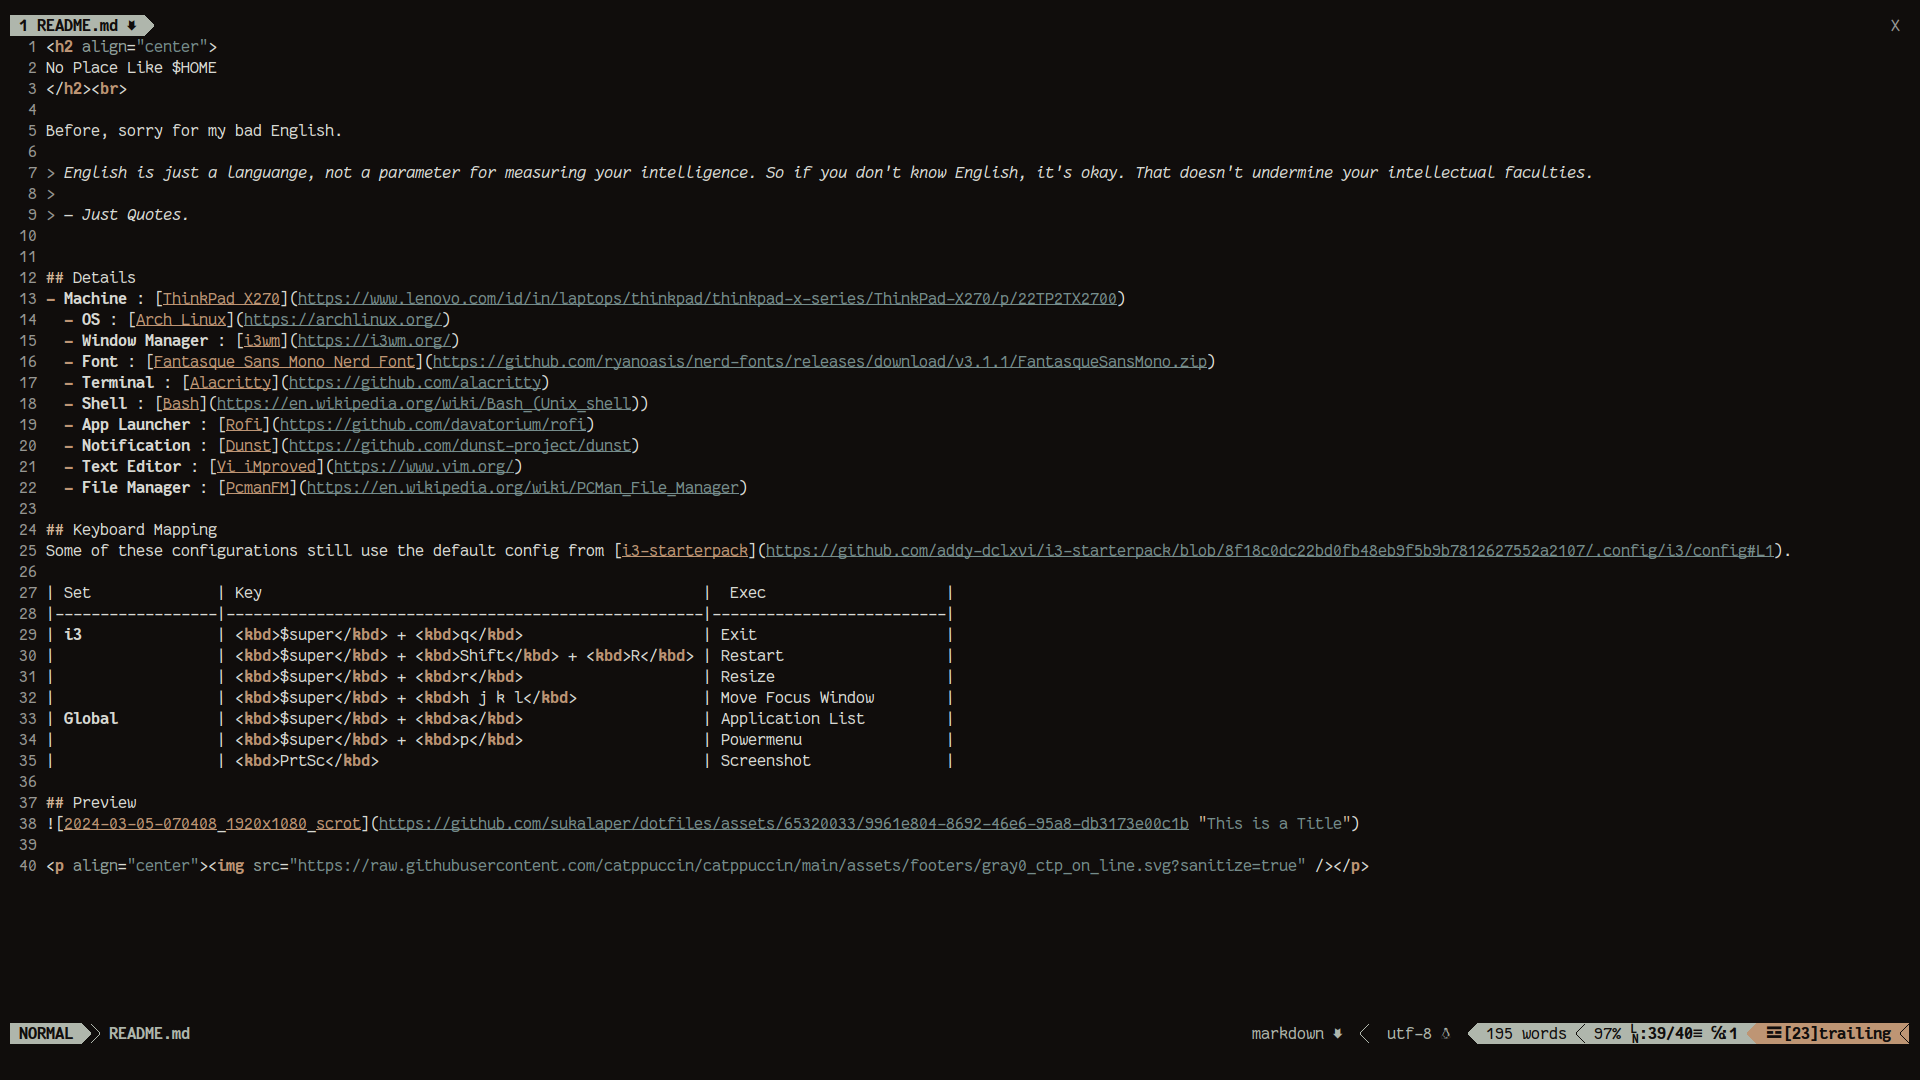 1 README.md X
1 <h2 align="center">
2 No Place Like $HOME
3 </h2><br>
4
5 Before, sorry for my bad English.
6
7 > English is just a languange, not a parameter for measuring your intelligence. So if you don't know English, it's okay. That doesn't undermine your intellectual faculties.
8 >
9 > — Just Quotes.
10
11
12 ## Details
13 - Machine : [ThinkPad X270](https://www.lenovo.com/id/in/laptops/thinkpad/thinkpad-x-series/ThinkPad-X270/p/22TP2TX2700)
14   - OS : [Arch Linux](https://archlinux.org/)
15   - Window Manager : [i3wm](https://i3wm.org/)
16   - Font : [Fantasque Sans Mono Nerd Font](https://github.com/ryanoasis/nerd-fonts/releases/download/v3.1.1/FantasqueSansMono.zip)
17   - Terminal : [Alacritty](https://github.com/alacritty)
18   - Shell : [Bash](https://en.wikipedia.org/wiki/Bash_(Unix_shell))
19   - App Launcher : [Rofi](https://github.com/davatorium/rofi)
20   - Notification : [Dunst](https://github.com/dunst-project/dunst)
21   - Text Editor : [Vi iMproved](https://www.vim.org/)
22   - File Manager : [PcmanFM](https://en.wikipedia.org/wiki/PCMan_File_Manager)
23
24 ## Keyboard Mapping
25 Some of these configurations still use the default config from [i3-starterpack](https://github.com/addy-dclxvi/i3-starterpack/blob/8f18c0dc22bd0fb48eb9f5b9b7812627552a2107/.config/i3/config#L1).
26
27 | Set              | Key                                                 |  Exec                    |
28 |------------------|-----------------------------------------------------|--------------------------|
29 | i3               | <kbd>$super</kbd> + <kbd>q</kbd>                    | Exit                     |
30 |                  | <kbd>$super</kbd> + <kbd>Shift</kbd> + <kbd>R</kbd> | Restart                  |
31 |                  | <kbd>$super</kbd> + <kbd>r</kbd>                    | Resize                   |
32 |                  | <kbd>$super</kbd> + <kbd>h j k l</kbd>              | Move Focus Window        |
33 | Global           | <kbd>$super</kbd> + <kbd>a</kbd>                    | Application List         |
34 |                  | <kbd>$super</kbd> + <kbd>p</kbd>                    | Powermenu                |
35 |                  | <kbd>PrtSc</kbd>                                    | Screenshot               |
36
37 ## Preview
38 ![2024-03-05-070408_1920x1080_scrot](https://github.com/sukalaper/dotfiles/assets/65320033/9961e804-8692-46e6-95a8-db3173e00c1b "This is a Title")
39
40 <p align="center"><img src="https://raw.githubusercontent.com/catppuccin/catppuccin/main/assets/footers/gray0_ctp_on_line.svg?sanitize=true" /></p>
NORMAL README.md markdown utf-8 195 words 97% LN:39/40≡ ℅:1 ☲[23]trailing